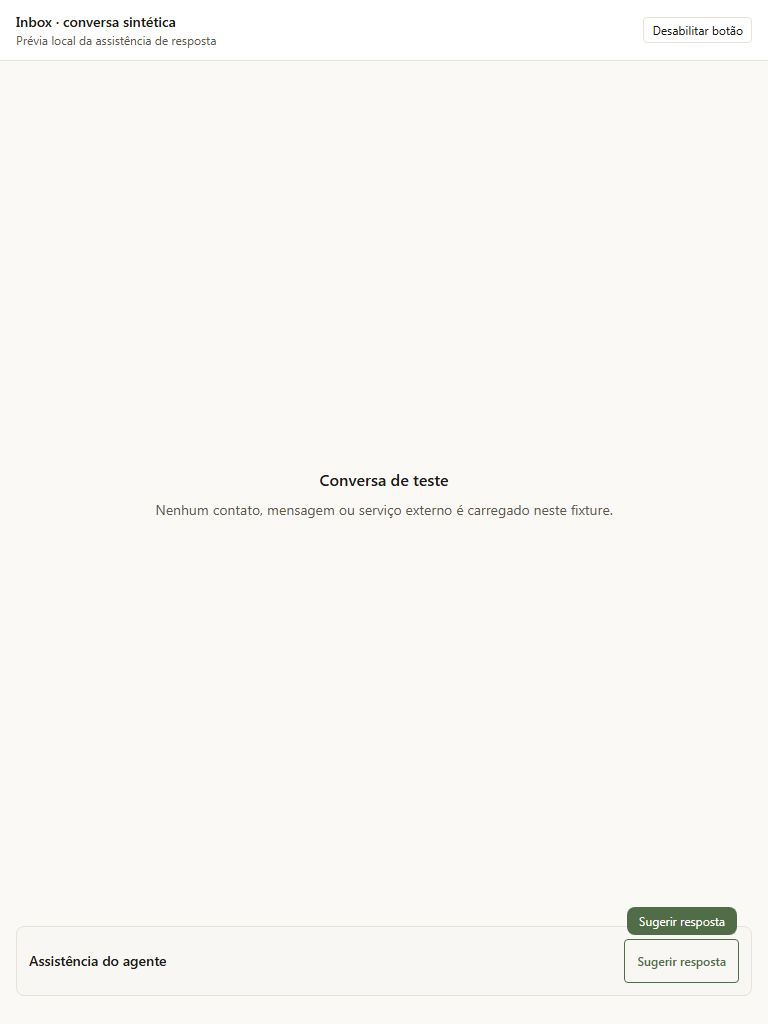 Inbox · conversa sintética
Prévia local da assistência de resposta
Desabilitar botão
Conversa de teste
Nenhum contato, mensagem ou serviço externo é carregado neste fixture.
Sugerir resposta
Assistência do agente
Sugerir resposta